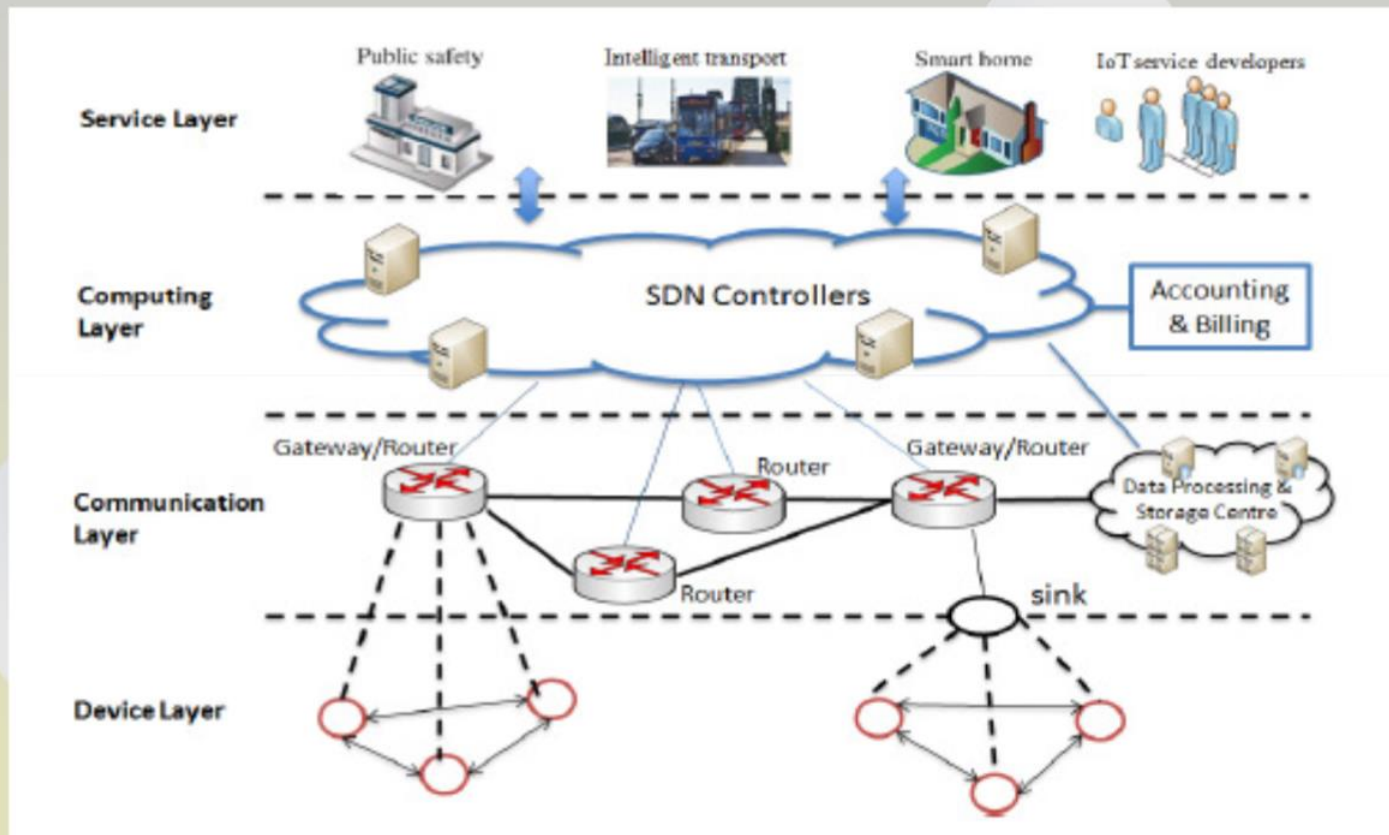 Public safety
Intelligent transport
Smart home
IoT service developers
Service Layer
SDN Controllers
Computing
Layer
Accounting
& Billing
Gateway/Router
Gateway/Router
Router
Communication
Layer
Data Processing &
Storage Centre
Router
sink
Device Layer